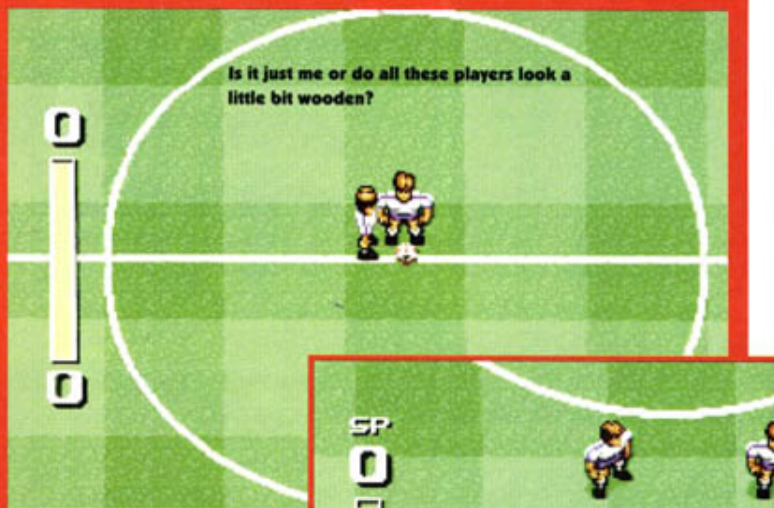 Is it just me or do all these players look a
little bit wooden?
0
0
SP
0